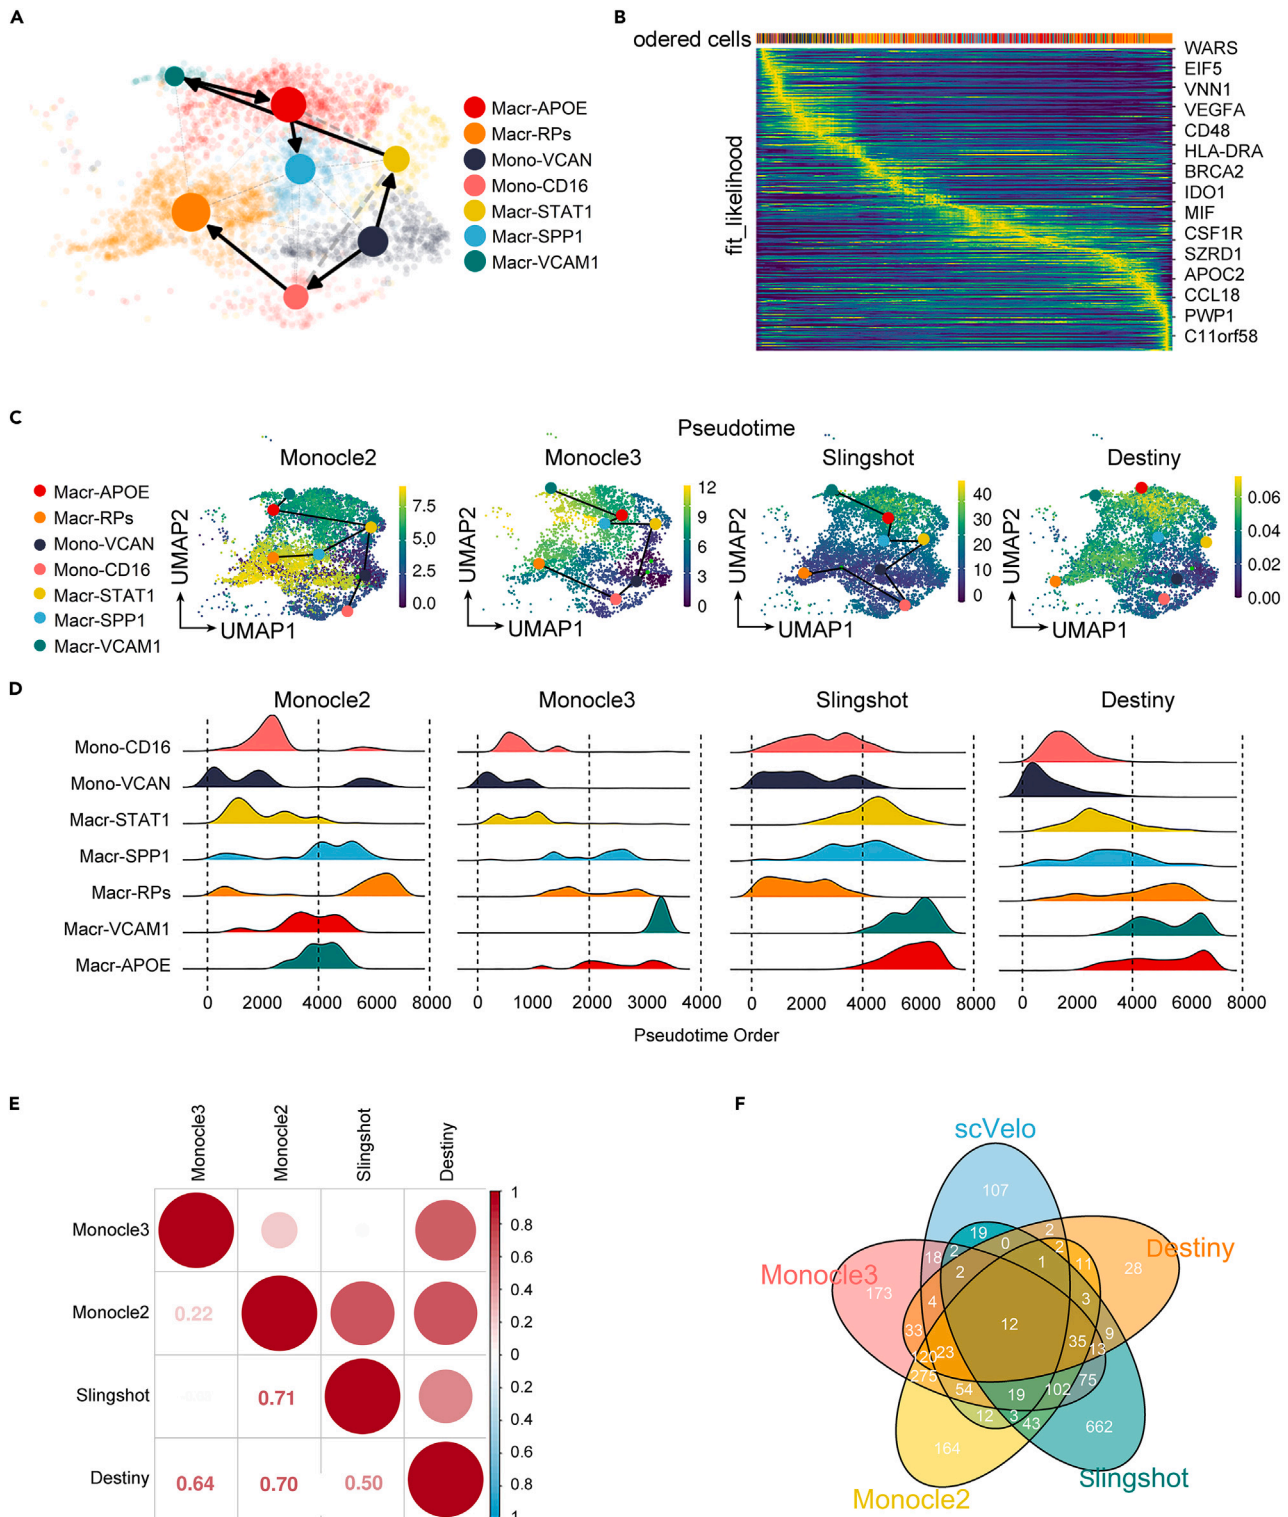 A
Macr-APOE
Macr-RPs
Mono-VCAN
Mono-CD16
Macr-STAT1
Macr-SPP1
Macr-VCAM1
B
odered cells
fit_likelihood
WARS
EIF5
VNN1
VEGFA
CD48
HLA-DRA
BRCA2
IDO1
MIF
CSF1R
SZRD1
APOC2
CCL18
PWP1
C11orf58
C
Pseudotime
Monocle2
Monocle3
Slingshot
Destiny
Macr-APOE
Macr-RPs
Mono-VCAN
Mono-CD16
Macr-STAT1
Macr-SPP1
Macr-VCAM1
UMAP2
UMAP1
7.5
5.0
2.5
0.0
UMAP2
UMAP1
12
9
6
3
0
UMAP2
UMAP1
40
30
20
10
0
UMAP2
UMAP1
0.06
0.04
0.02
0.00
D
Monocle2
Monocle3
Slingshot
Destiny
Mono-CD16
Mono-VCAN
Macr-STAT1
Macr-SPP1
Macr-RPs
Macr-VCAM1
Macr-APOE
0 2000 4000 6000 8000
0 1000 2000 3000 4000
0 2000 4000 6000 8000
0 2000 4000 6000 8000
Pseudotime Order
E
Monocle3
Monocle2
Slingshot
Destiny
Monocle3
Monocle2
0.22
Slingshot
0.71
Destiny
0.64
0.70
0.50
1
0.8
0.6
0.4
0.2
0
0.2
0.4
0.6
0.8
1
F
scVelo
Destiny
Monocle3
Slingshot
Monocle2
107
19
2
0
2
18
2
2
1
11
28
173
4
3
33
12
9
35
13
120
23
275
54
19
102
75
12
3
43
662
164